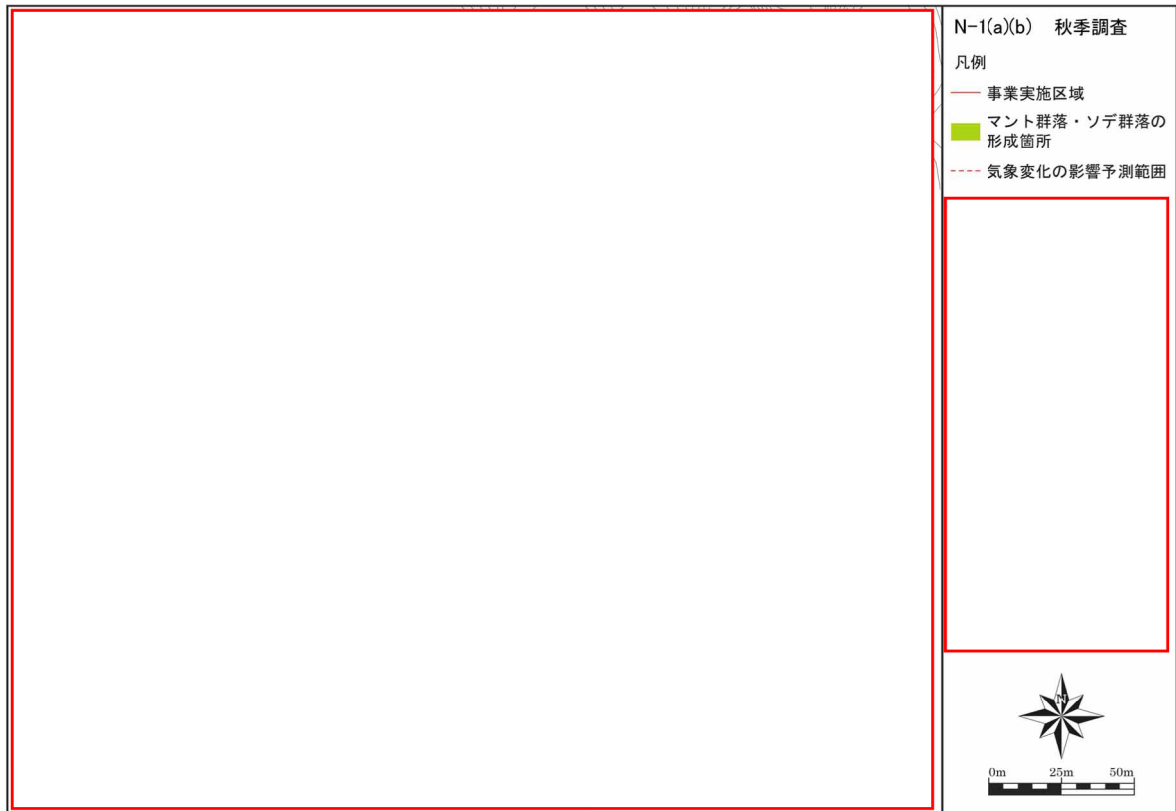 N-1(a)(b)　秋季調査
凡例
事業実施区域
マント群落・ソデ群落の
形成箇所
気象変化の影響予測範囲
N
0m 25m 50m